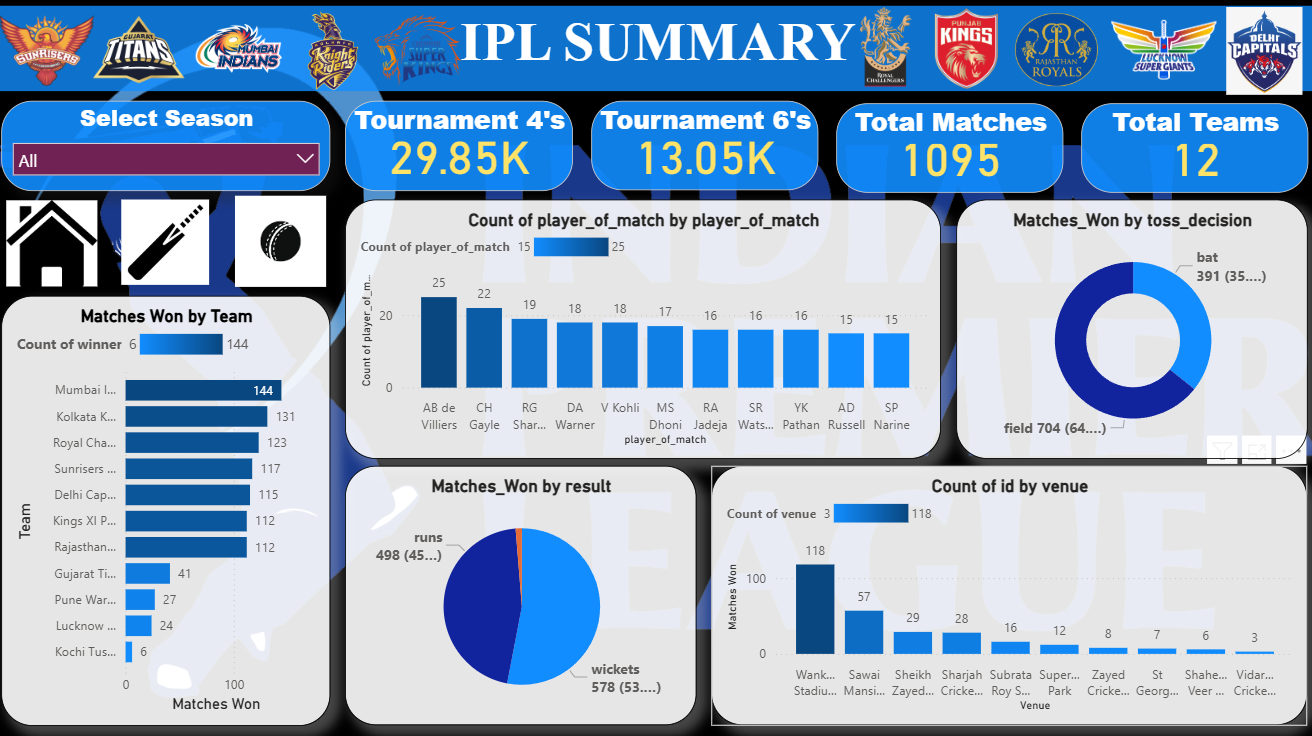 SUNRISERS
GUJARAT
TITANS
MUMBAI
INDIANS
Knight
Riders
SUPER
KINGS
IPL SUMMARY
ROYAL
CHALLENGERS
PUNJAB
KINGS
RAJASTHAN
ROYALS
LUCKNOW
SUPER GIANTS
DELHI
CAPITALS
Select Season
All
Tournament 4's
29.85K
Tournament 6's
13.05K
Total Matches
1095
Total Teams
12
INDIAN
PREMIER
LEAGUE
Matches Won by Team
Count of winner 6 144
Team
Mumbai I... 144
Kolkata K... 131
Royal Cha... 123
Sunrisers ... 117
Delhi Cap... 115
Kings XI P... 112
Rajasthan... 112
Gujarat Ti... 41
Pune War... 27
Lucknow ... 24
Kochi Tus... 6
0 100
Matches Won
Count of player_of_match by player_of_match
Count of player_of_match 15 25
Count of player_of_m...
20
0
25 22 19 18 18 17 16 16 16 15 15
AB de CH RG DA V Kohli MS RA SR YK AD SP
Villiers Gayle Shar... Warner Dhoni Jadeja Wats... Pathan Russell Narine
player_of_match
Matches_Won by toss_decision
bat
391 (35....)
field 704 (64....)
Matches_Won by result
runs
498 (45...)
wickets
578 (53....)
Count of id by venue
Count of venue 3 118
Matches Won
100
0
118 57 29 28 16 12 8 7 6 3
Wank... Sawai Sheikh Sharjah Subrata Super... Zayed St Shahe... Vidar...
Stadiu... Mansi... Zayed... Cricke... Roy S... Park Cricke... Georg... Veer ... Cricke...
Venue